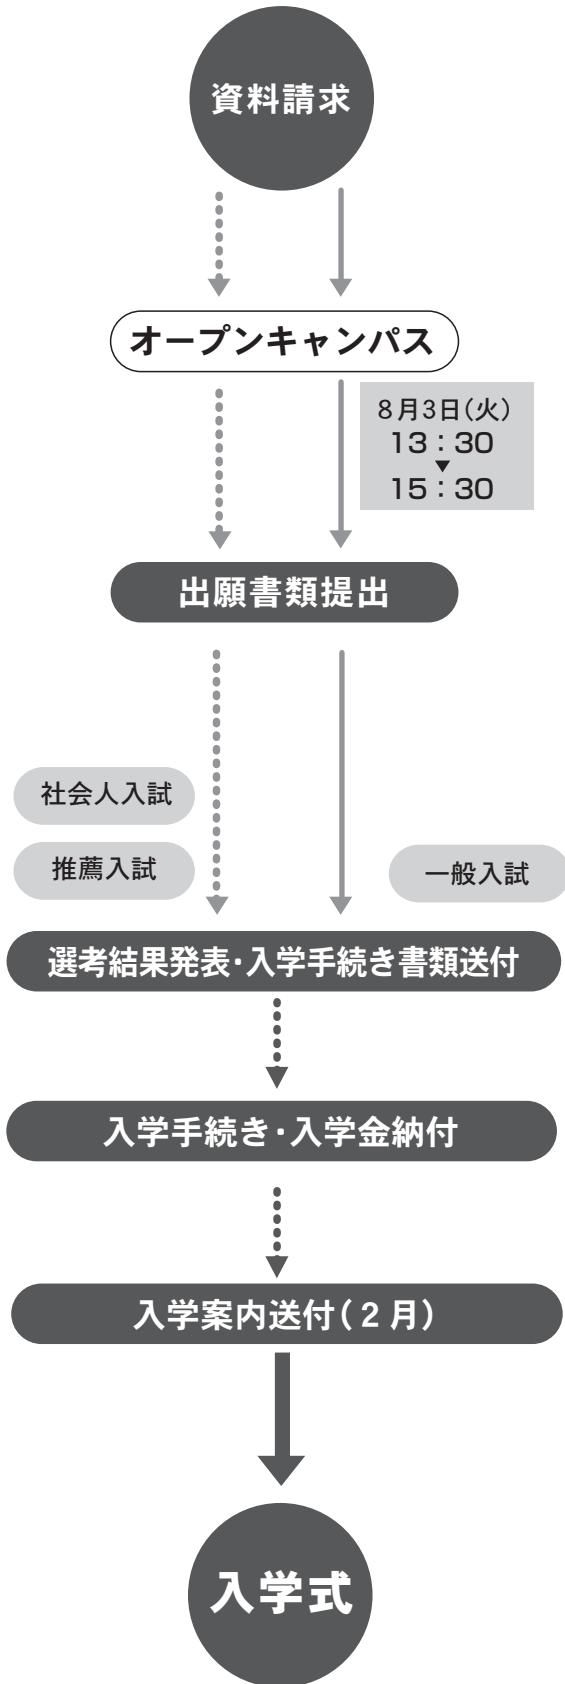 資料請求
オープンキャンパス
8月3日(火)
13:30
▼
15:30
出願書類提出
社会人入試
推薦入試
一般入試
選考結果発表・入学手続き書類送付
入学手続き・入学金納付
入学案内送付(2月)
入学式